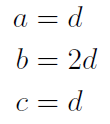 a = d
b = 2d
c = d